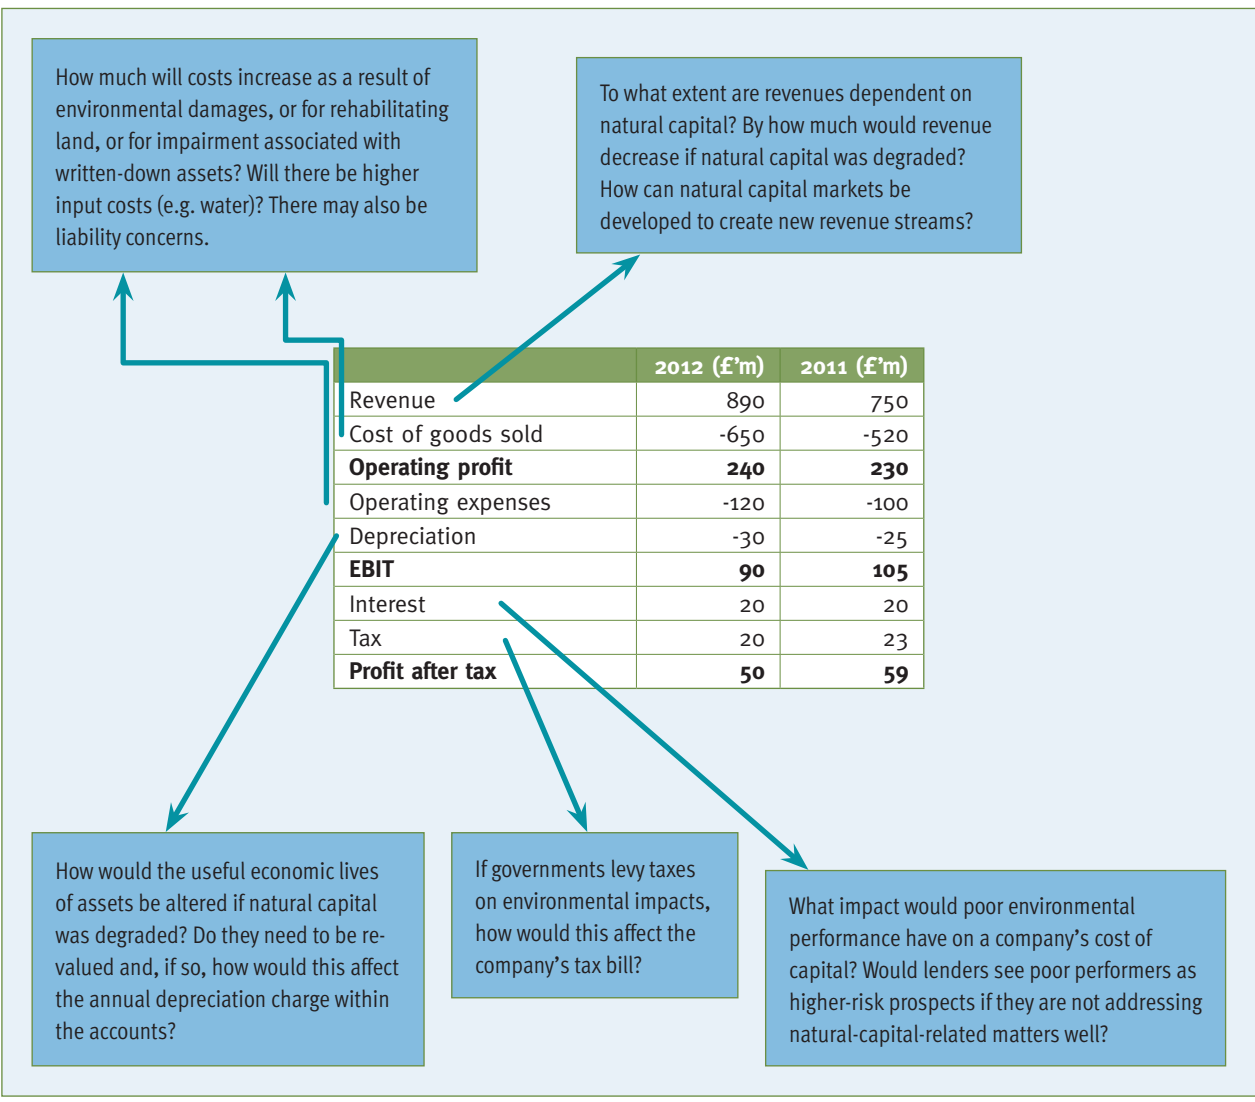 How much will costs increase as a result of
environmental damages, or for rehabilitating
land, or for impairment associated with
written-down assets? Will there be higher
input costs (e.g. water)? There may also be
liability concerns.
To what extent are revenues dependent on
natural capital? By how much would revenue
decrease if natural capital was degraded?
How can natural capital markets be
developed to create new revenue streams?
2012 (£’m) 2011 (£’m)
Revenue 890 750
Cost of goods sold -650 -520
Operating profit 240 230
Operating expenses -120 -100
Depreciation -30 -25
EBIT 90 105
Interest 20 20
Tax 20 23
Profit after tax 50 59
How would the useful economic lives
of assets be altered if natural capital
was degraded? Do they need to be re-
valued and, if so, how would this affect
the annual depreciation charge within
the accounts?
If governments levy taxes
on environmental impacts,
how would this affect the
company’s tax bill?
What impact would poor environmental
performance have on a company’s cost of
capital? Would lenders see poor performers as
higher-risk prospects if they are not addressing
natural-capital-related matters well?